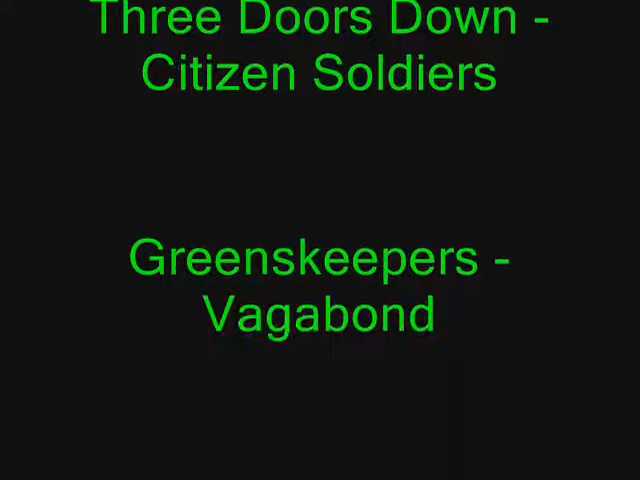 Three Doors Down -
Citizen Soldiers
Greenskeepers -
Vagabond